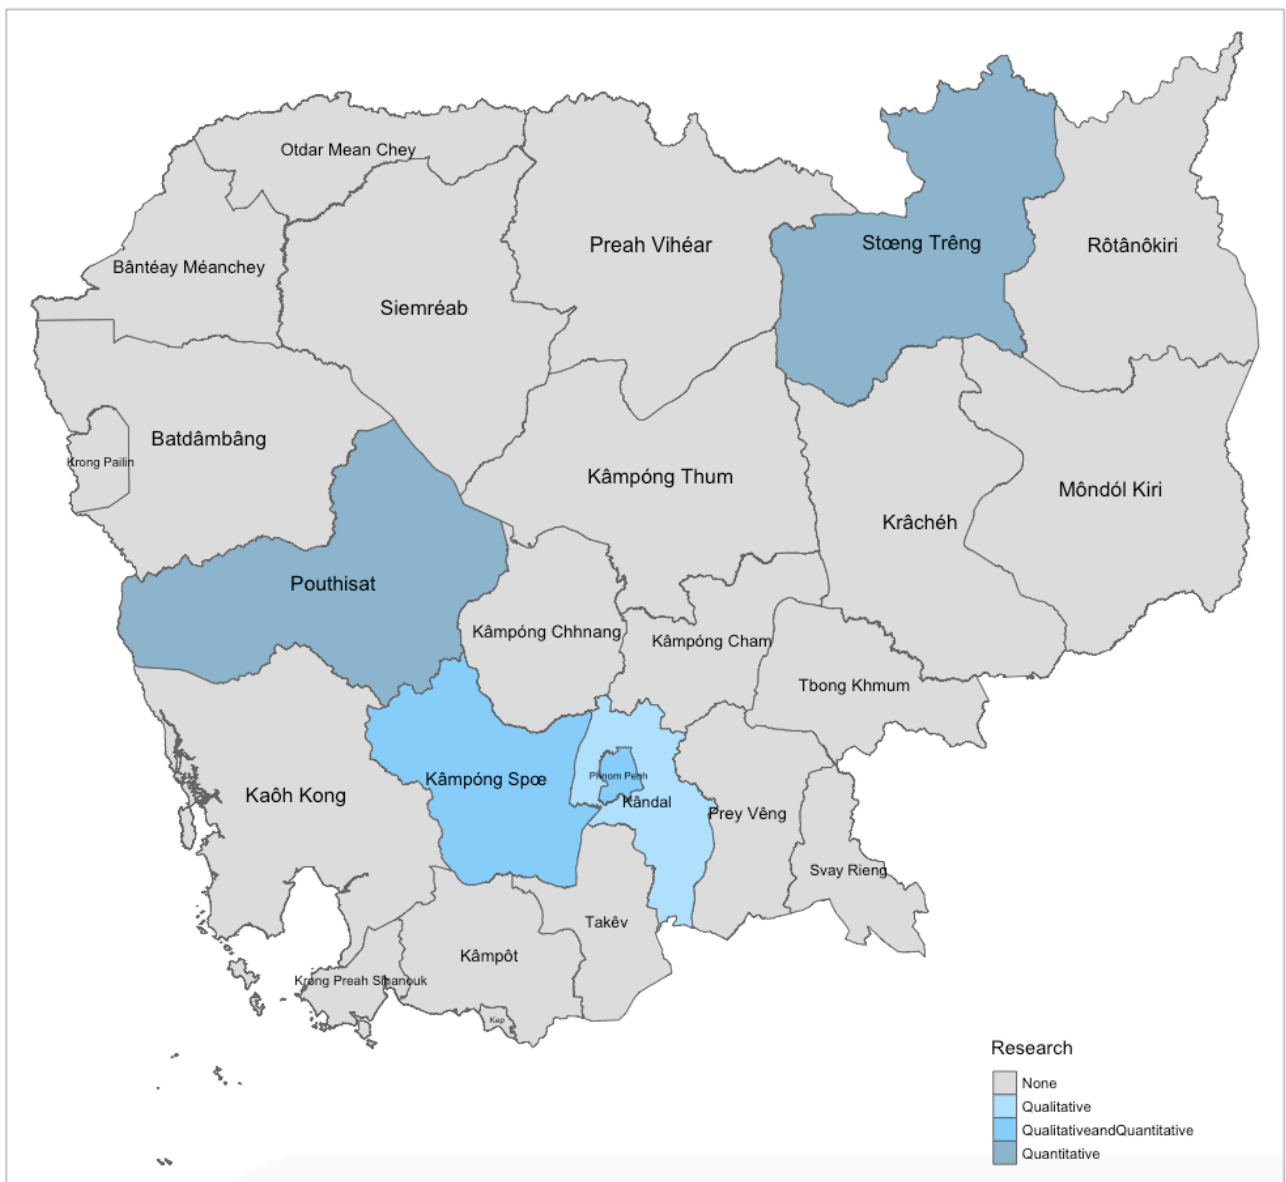 Otdar Mean Chey
Preah Vihéar
Stœng Trêng
Rôtânôkiri
Bântéay Méanchey
Siemréab
Batdâmbâng
Krong Pailin
Kâmpóng Thum
Môndól Kiri
Krâchéh
Pouthisat
Kâmpóng Chhnang
Kâmpóng Cham
Tbong Khmum
Kâmpóng Spœ
Phnom Penh
Kândal
Kaôh Kong
Prey Vêng
Svay Rieng
Takêv
Kâmpôt
Krong Preah Sihanouk
Kep
Research
None
Qualitative
QualitativeandQuantitative
Quantitative